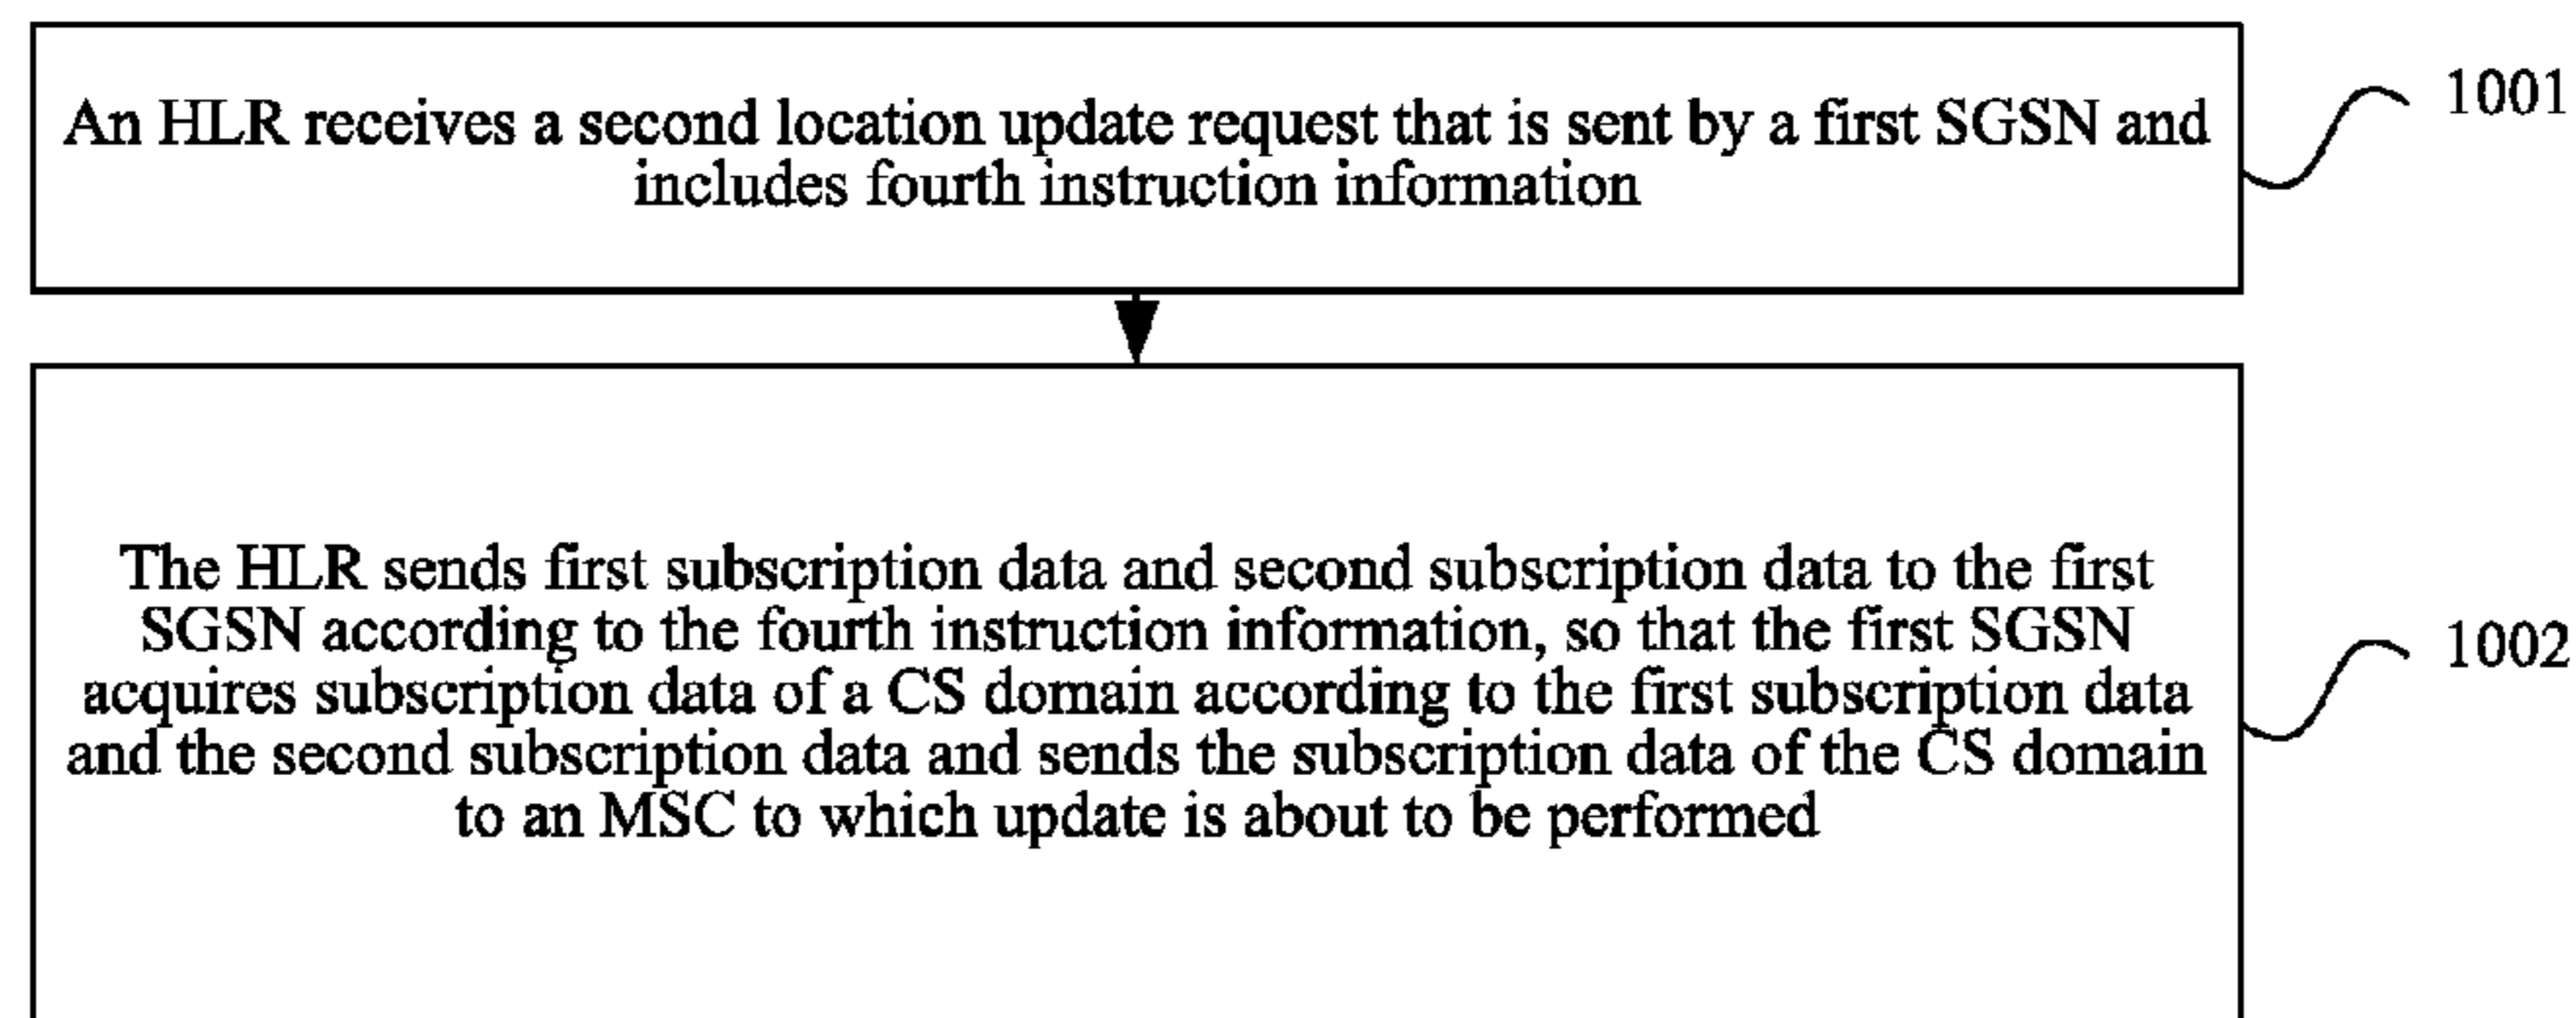 An HLR receives a second location update request that is sent by a first SGSN and
includes fourth instruction information
1001
The HLR sends first subscription data and second subscription data to the first
SGSN according to the fourth instruction information, so that the first SGSN
acquires subscription data of a CS domain according to the first subscription data
and the second subscription data and sends the subscription data of the CS domain
to an MSC to which update is about to be performed
1002